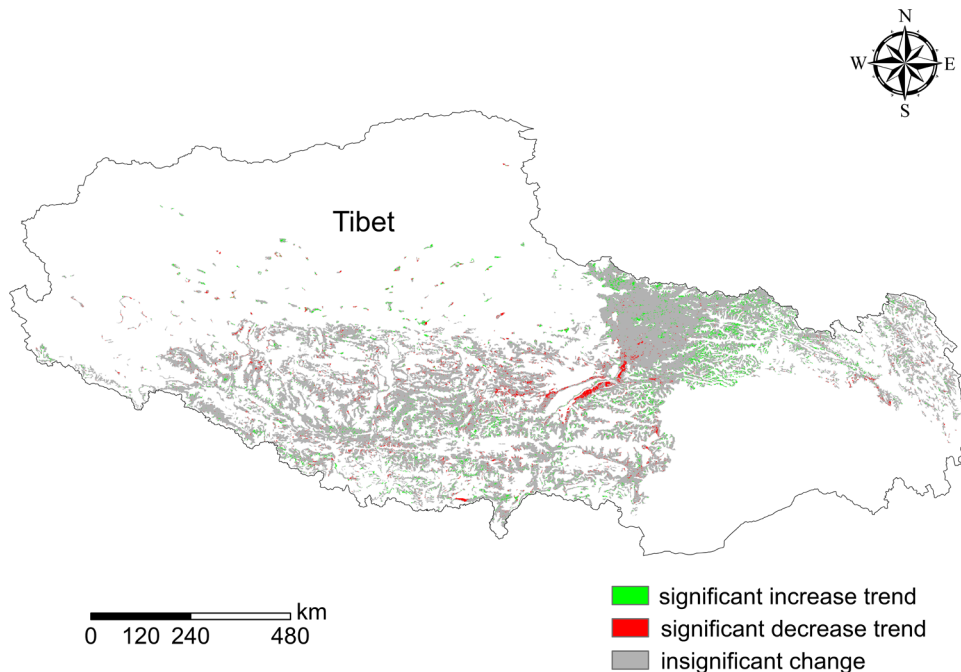 N
W E
S
Tibet
km
0 120 240 480
significant increase trend
significant decrease trend
insignificant change